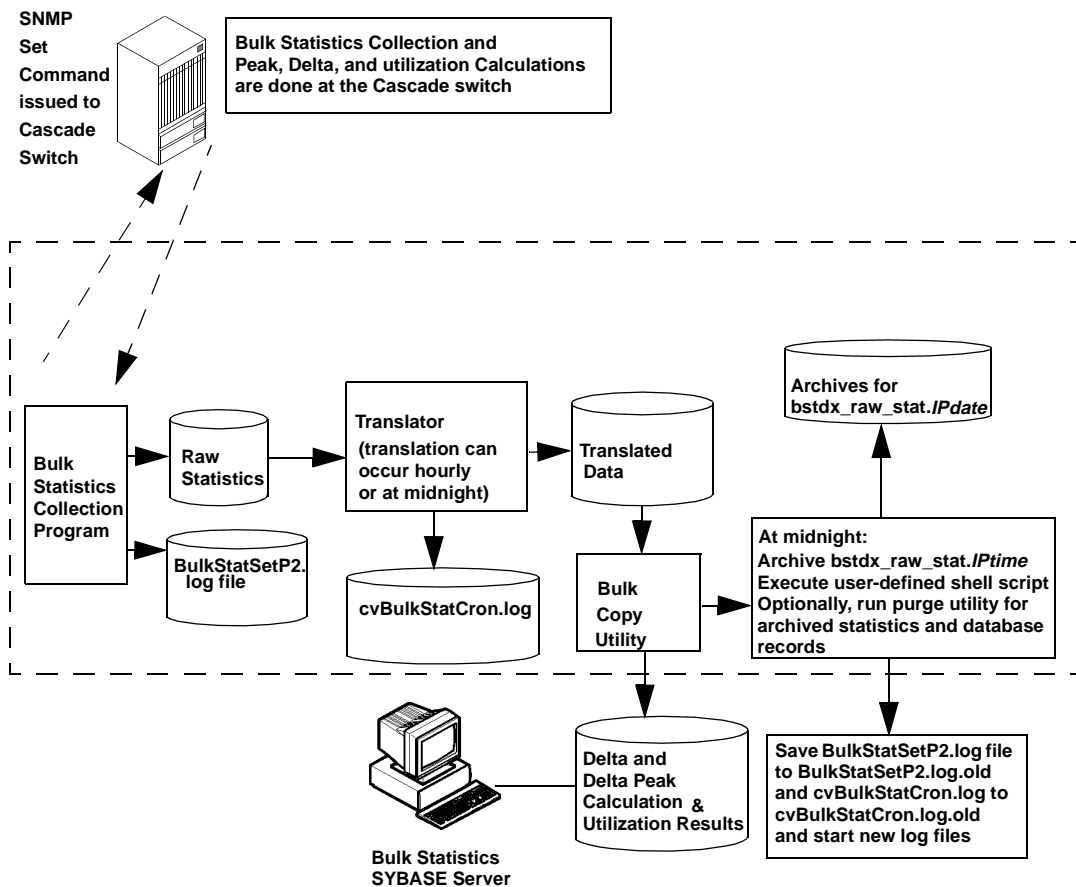 SNMP
Set
Command
issued to
Cascade
Switch
Bulk Statistics Collection and
Peak, Delta, and utilization Calculations
are done at the Cascade switch
Archives for
bstdx_raw_stat.IPdate
Bulk
Statistics
Collection
Program
Raw
Statistics
BulkStatSetP2.
log file
Translator
(translation can
occur hourly
or at midnight)
cvBulkStatCron.log
Translated
Data
Bulk
Copy
Utility
At midnight:
Archive bstdx_raw_stat.IPtime
Execute user-defined shell script
Optionally, run purge utility for
archived statistics and database
records
Bulk Statistics
SYBASE Server
Delta and
Delta Peak
Calculation &
Utilization Results
Save BulkStatSetP2.log file
to BulkStatSetP2.log.old
and cvBulkStatCron.log to
cvBulkStatCron.log.old
and start new log files